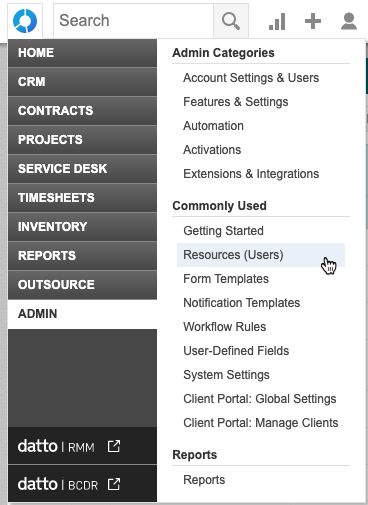 Search
HOME
CRM
CONTRACTS
PROJECTS
SERVICE DESK
TIMESHEETS
INVENTORY
REPORTS
OUTSOURCE
ADMIN
datto | RMM
datto | BCDR
Admin Categories
Account Settings & Users
Features & Settings
Automation
Activations
Extensions & Integrations
Commonly Used
Getting Started
Resources (Users)
Form Templates
Notification Templates
Workflow Rules
User-Defined Fields
System Settings
Client Portal: Global Settings
Client Portal: Manage Clients
Reports
Reports